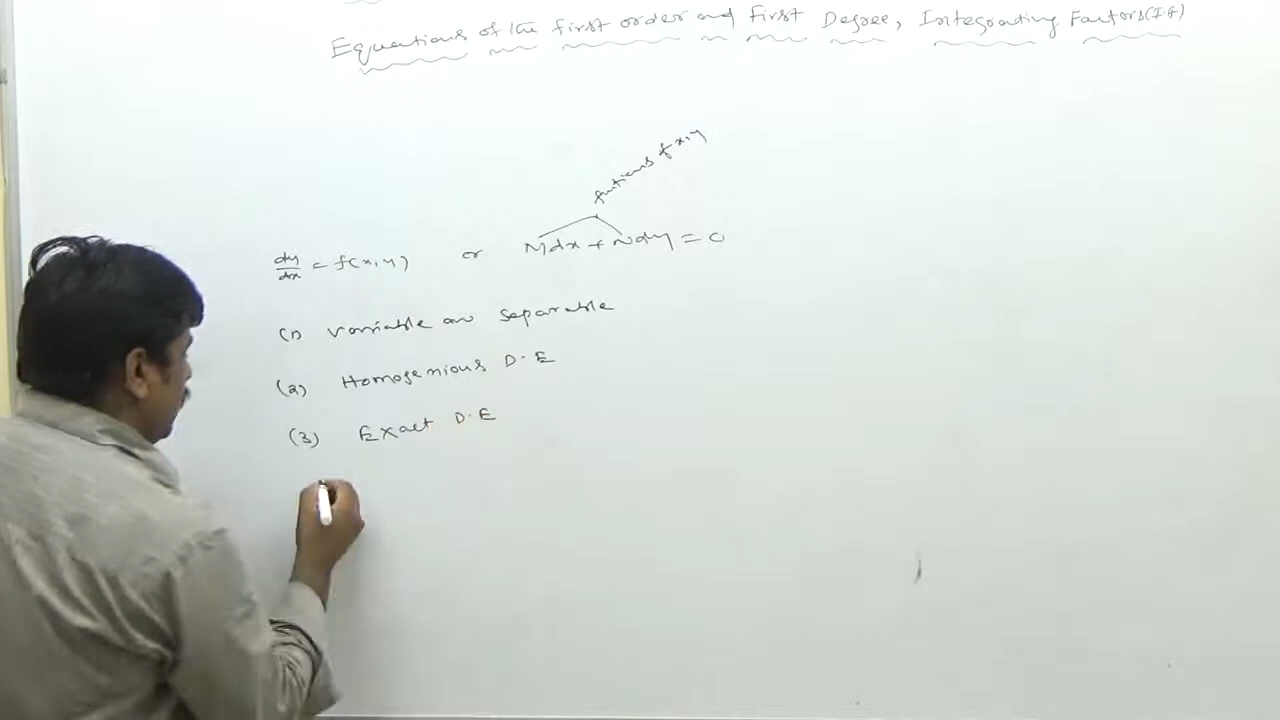 Equations of the first order and first Degree, Integrating Factors (I.F)
functions of x, y
dy/dx = f(x, y) or Mdx + Ndy = 0
(1) variable are separable
(2) Homogenious D.E
(3) Exact D.E